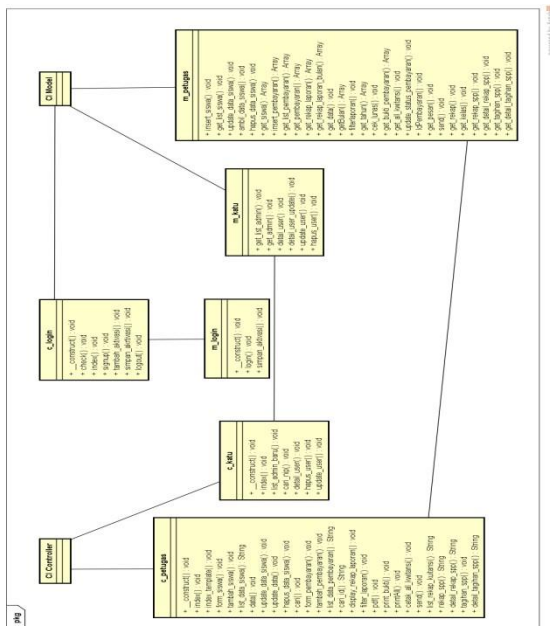 pkg
CI Controller
c_petugas
+ __construct() : void
+ index() : void
+ index_template() : void
+ form_siswa() : void
+ tambah_siswa() : void
+ list_data_siswa() : String
+ data() : void
+ update_data_siswa() : void
+ update_data() : void
+ hapus_data_siswa() : void
+ cari() : void
+ form_pembayaran() : void
+ tambah_pembayaran() : void
+ list_data_pembayaran() : String
+ cari_id() : String
+ display_rekap_laporan() : void
+ filter_laporan() : void
+ pdf() : void
+ print_bukti() : void
+ printAll() : void
+ cetak_all_kwitansi() : void
+ send() : void
+ list_rekap_kuitansi() : String
+ rekap_spp() : String
+ detail_rekap_spp() : String
+ tagihan_spp() : void
+ detail_tagihan_spp() : String
c_katu
+ __construct() : void
+ index() : void
+ list_admin_baru() : void
+ cari_nip() : void
+ detail_user() : void
+ hapus_user() : void
+ update_user() : void
c_login
+ __construct() : void
+ check() : void
+ index() : void
+ signup() : void
+ tambah_aktivasi() : void
+ simpan_aktivasi() : void
+ logout() : void
m_login
+ __construct() : void
+ login() : void
+ simpan_aktivasi() : void
m_katu
+ get_list_admin() : void
+ get_admin() : void
+ detail_user() : void
+ detail_user_update() : void
+ update_user() : void
+ hapus_user() : void
CI Model
m_petugas
+ insert_siswa() : void
+ get_list_siswa() : void
+ update_data_siswa() : void
+ ambil_data_siswa() : void
+ hapus_data_siswa() : void
+ get_siswa() : Array
+ insert_pembayaran() : Array
+ get_list_pembayaran() : Array
+ get_pembayaran() : Array
+ get_rekap_laporan() : Array
+ get_rekap_laporan_bulan() : Array
+ get_data() : void
+ getBulan() : Array
+ filterlaporan() : void
+ get_tahun() : Array
+ cek_lunas() : void
+ get_bukti_pembayaran() : Array
+ get_all_kwitansi() : void
+ update_status_pembayaran() : void
+ idPembayaran() : void
+ get_pesan() : void
+ send() : void
+ get_rekap() : void
+ get_kelas() : void
+ get_rekap_spp() : void
+ get_detail_rekap_spp() : void
+ get_tagihan_spp() : void
+ get_detail_tagihan_spp() : void